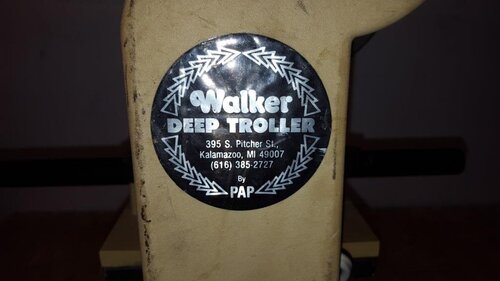 Walker
DEEP TROLLER
395 S. Pitcher St.,
Kalamazoo, MI 49007
(616) 385-2727
By
PAP